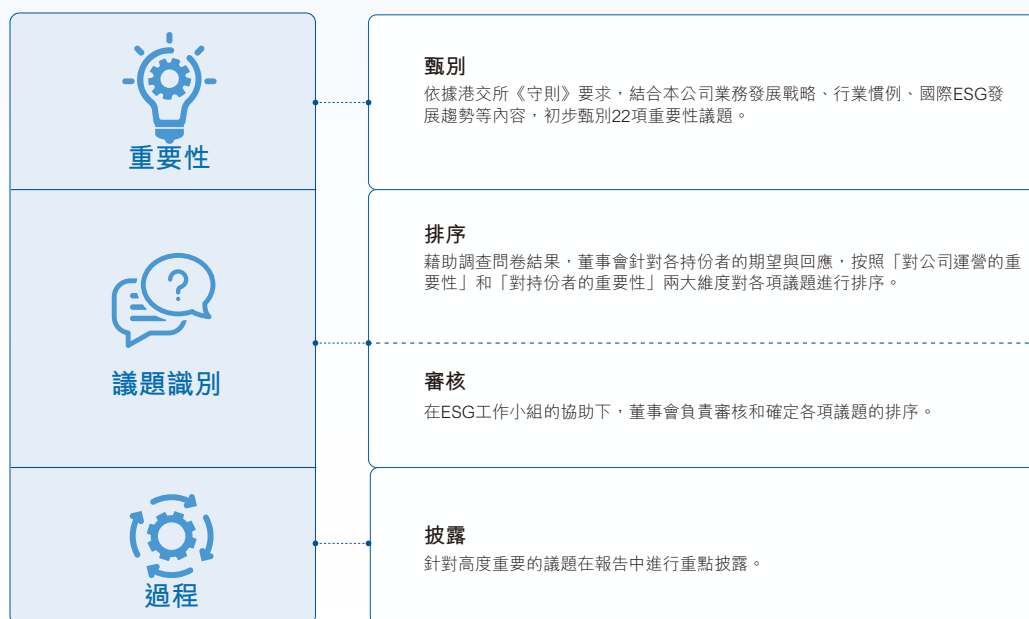 重要性
甄別
依據港交所《守則》要求，結合本公司業務發展戰略、行業慣例、國際ESG發
展趨勢等內容，初步甄別22項重要性議題。
議題識別
排序
藉助調查問卷結果，董事會針對各持份者的期望與回應，按照「對公司運營的重
要性」和「對持份者的重要性」兩大維度對各項議題進行排序。
審核
在ESG工作小組的協助下，董事會負責審核和確定各項議題的排序。
過程
披露
針對高度重要的議題在報告中進行重點披露。